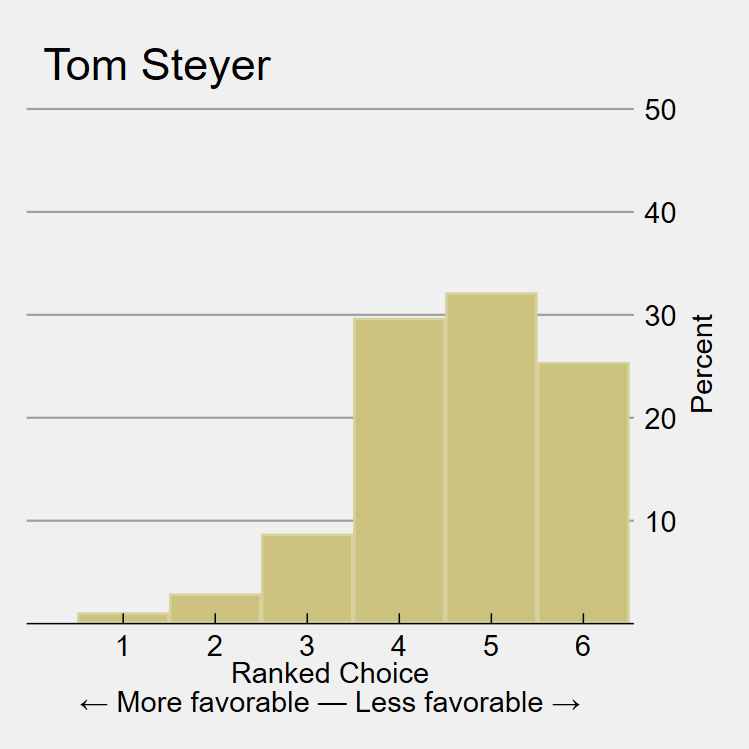 Tom Steyer
50
40
30
20
10
Percent
1 2 3 4 5 6
Ranked Choice
← More favorable — Less favorable →